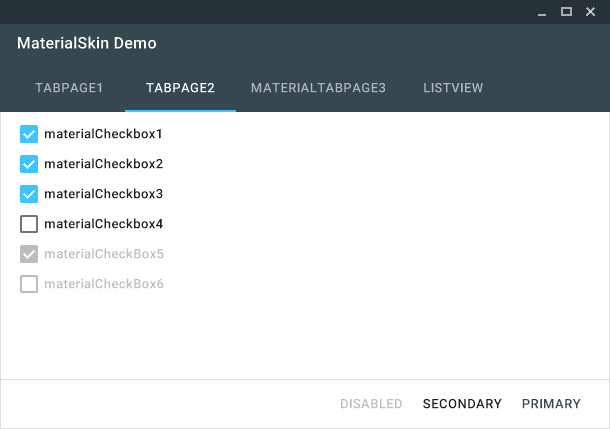 MaterialSkin Demo
TABPAGE1 TABPAGE2 MATERIALTABPAGE3 LISTVIEW
materialCheckbox1
materialCheckbox2
materialCheckbox3
materialCheckbox4
materialCheckBox5
materialCheckBox6
DISABLED SECONDARY PRIMARY